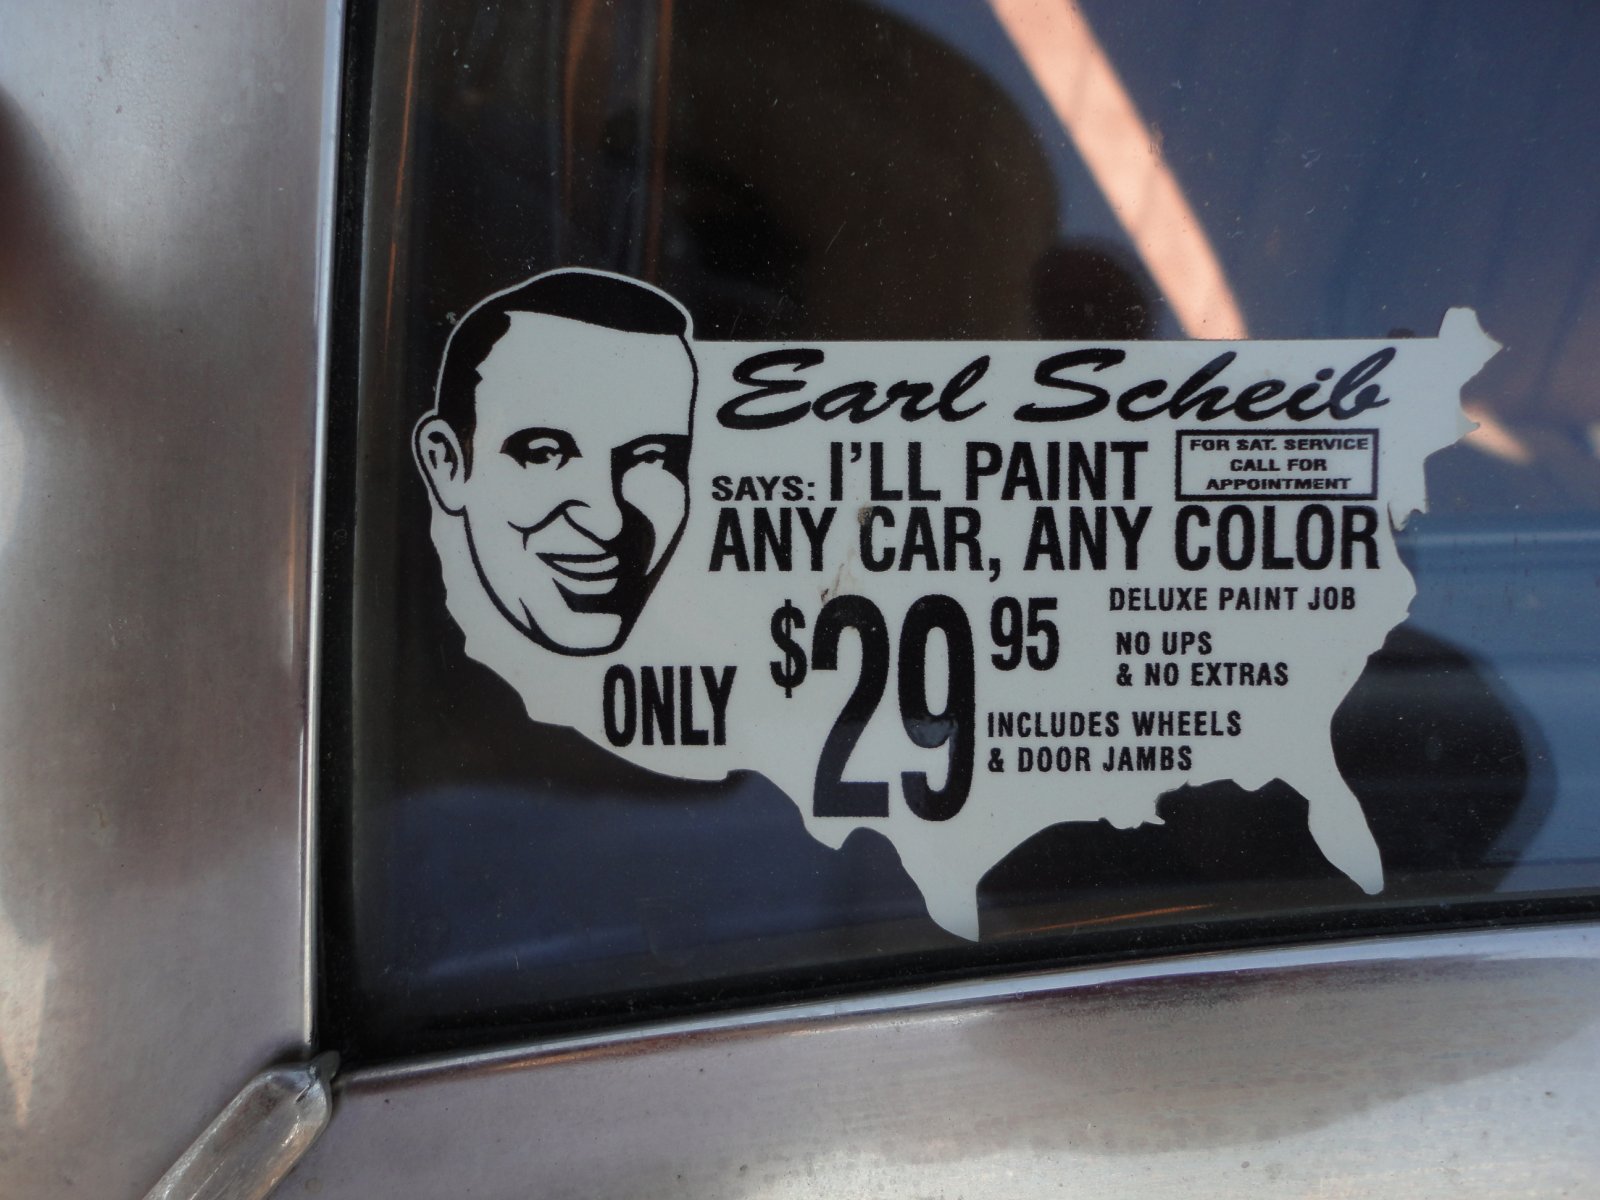 Earl Scheib
SAYS: I'LL PAINT
FOR SAT. SERVICE
CALL FOR
APPOINTMENT
ANY CAR, ANY COLOR
ONLY $29 95
DELUXE PAINT JOB
NO UPS
& NO EXTRAS
INCLUDES WHEELS
& DOOR JAMBS